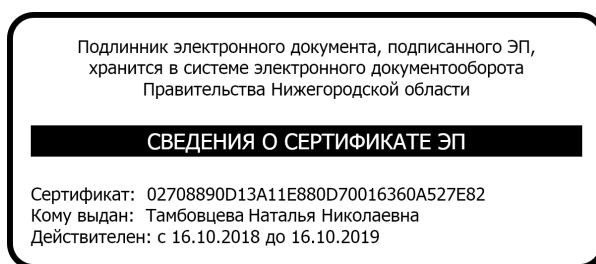 Подлинник электронного документа, подписанного ЭП,
хранится в системе электронного документооборота
Правительства Нижегородской области
СВЕДЕНИЯ О СЕРТИФИКАТЕ ЭП
Сертификат: 02708890D13A11E880D70016360A527E82
Кому выдан: Тамбовцева Наталья Николаевна
Действителен: с 16.10.2018 до 16.10.2019